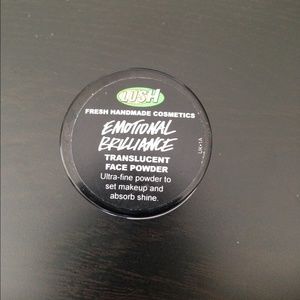 LUSH
FRESH HANDMADE COSMETICS
EMOTIONAL
BRILLIANCE
TRANSLUCENT
FACE POWDER
Ultra-fine powder to
set makeup and
absorb shine.